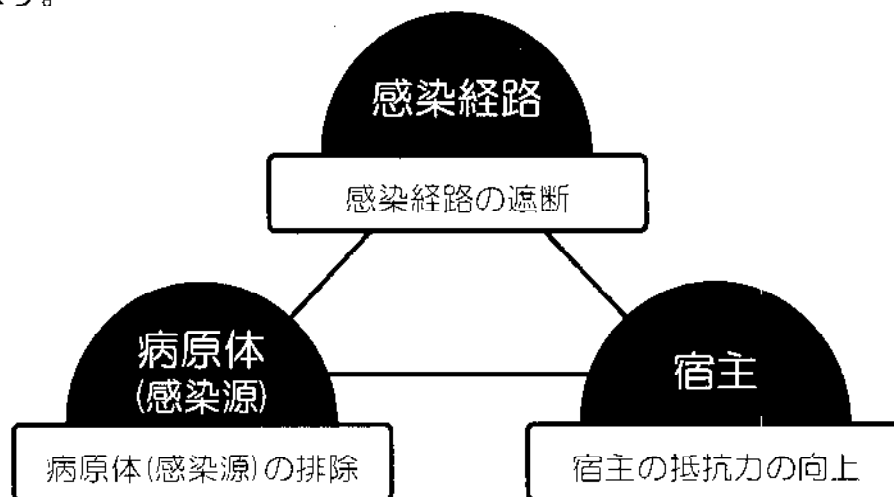 感染経路
感染経路の遮断
病原体
(感染源)
宿主
病原体(感染源)の排除
宿主の抵抗力の向上